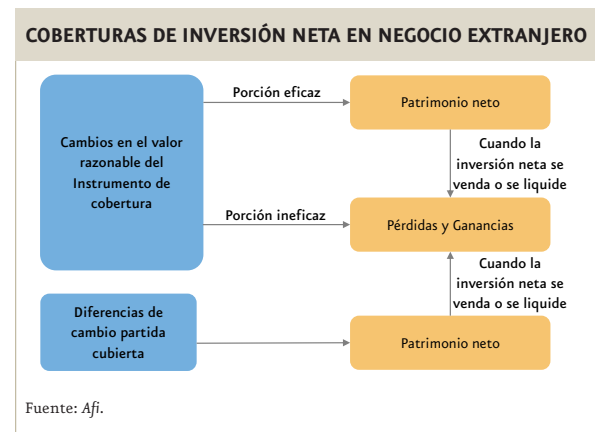 COBERTURAS DE INVERSIÓN NETA EN NEGOCIO EXTRANJERO
Cambios en el valor
razonable del
Instrumento de
cobertura
Porción eficaz
Patrimonio neto
Cuando la
inversión neta se
venda o se liquide
Porción ineficaz
Pérdidas y Ganancias
Cuando la
inversión neta se
venda o se liquide
Diferencias de
cambio partida
cubierta
Patrimonio neto
Fuente: Afi.